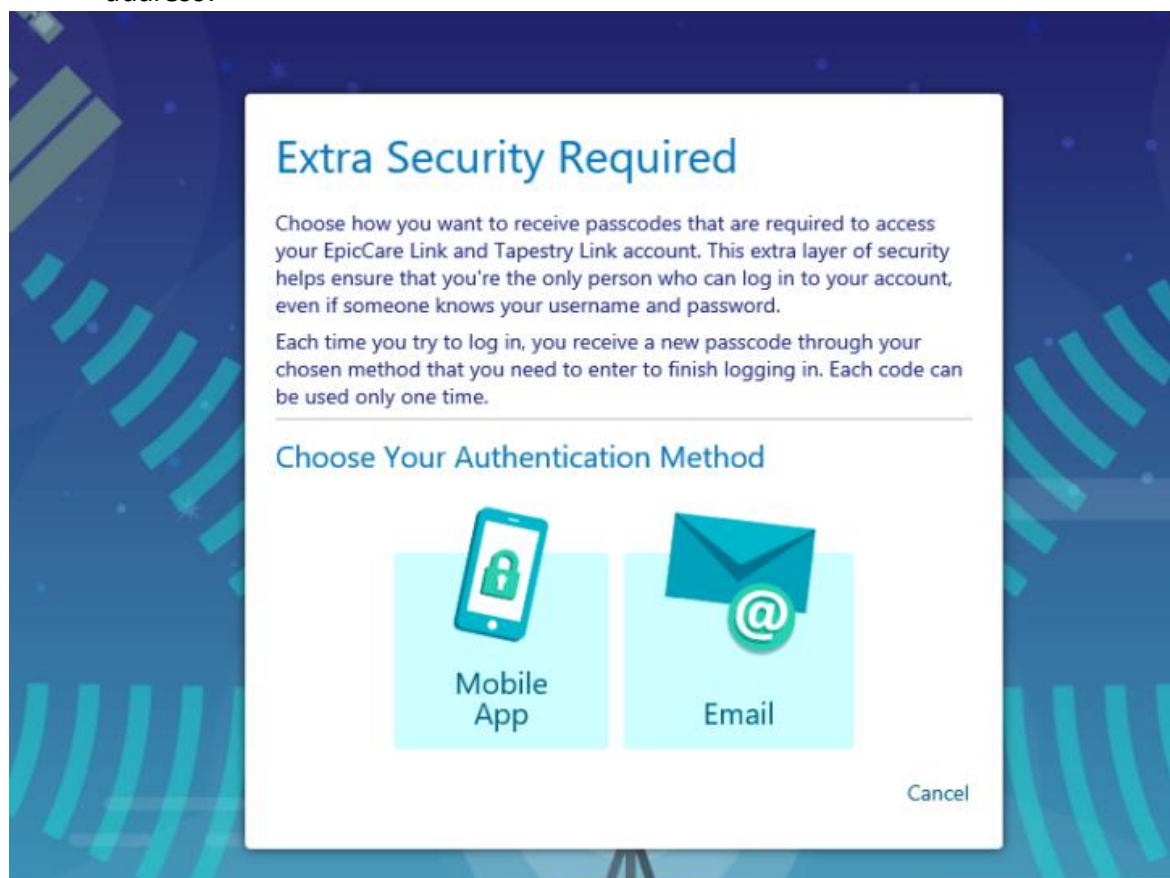 address.
Extra Security Required
Choose how you want to receive passcodes that are required to access
your EpicCare Link and Tapestry Link account. This extra layer of security
helps ensure that you're the only person who can log in to your account,
even if someone knows your username and password.
Each time you try to log in, you receive a new passcode through your
chosen method that you need to enter to finish logging in. Each code can
be used only one time.
Choose Your Authentication Method
@
Mobile
App
Email
Cancel